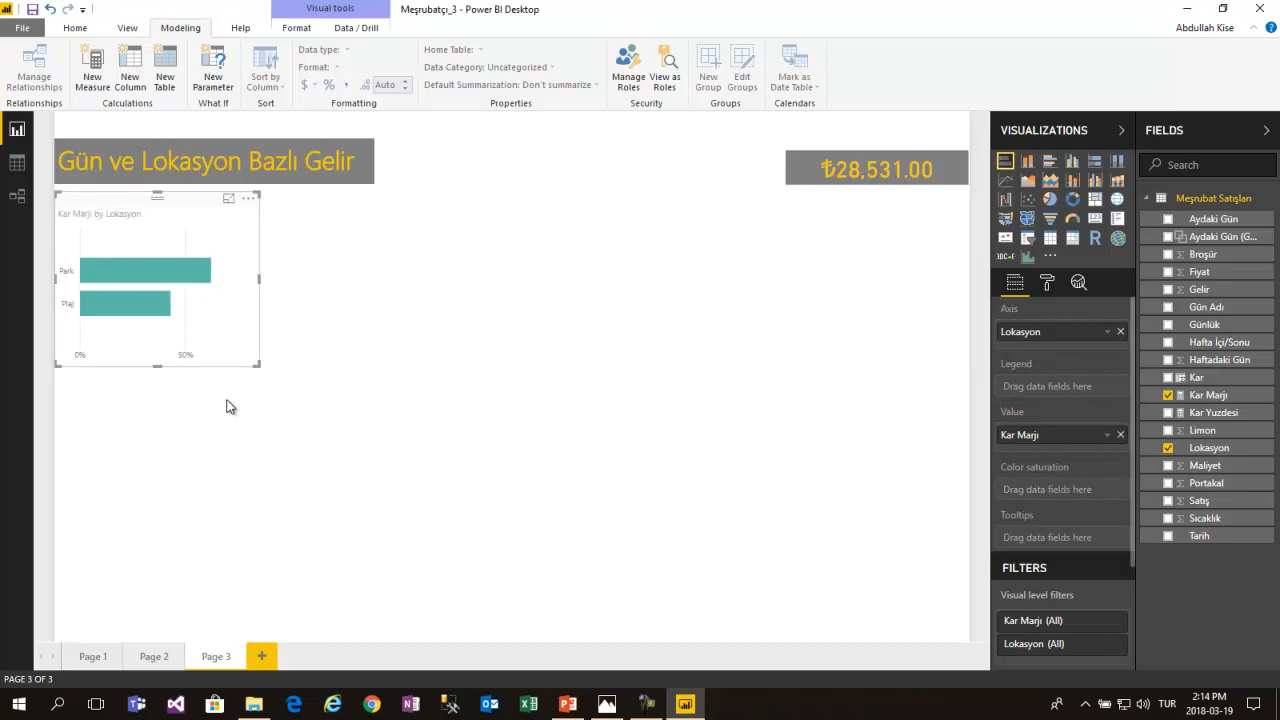 Visual tools
Meşrubatçı_3 - Power BI Desktop
File
Home
View
Modeling
Help
Format
Data / Drill
Abdullah Kise
Manage Relationships
New Measure
New Column
New Table
New Parameter
Sort by Column
Data type:
Format:
$ % , Auto
Home Table:
Data Category: Uncategorized
Default Summarization: Don't summarize
Manage Roles
View as Roles
New Group
Edit Groups
Mark as Date Table
Relationships
Calculations
What If
Sort
Formatting
Properties
Security
Groups
Calendars
Gün ve Lokasyon Bazlı Gelir
₺28,531.00
Kar Marjı by Lokasyon
Park
Plaj
0%
50%
VISUALIZATIONS
R
Axis
Lokasyon
Legend
Drag data fields here
Value
Kar Marjı
Color saturation
Drag data fields here
Tooltips
Drag data fields here
FILTERS
Visual level filters
Kar Marjı (All)
Lokasyon (All)
FIELDS
Search
Meşrubat Satışları
Aydaki Gün
Aydaki Gün (G...
Broşür
Fiyat
Gelir
Gün Adı
Günlük
Hafta İçi/Sonu
Haftadaki Gün
Kar
Kar Marjı
Kar Yuzdesi
Limon
Lokasyon
Maliyet
Portakal
Satış
Sıcaklık
Tarih
Page 1
Page 2
Page 3
PAGE 3 OF 3
TUR
2:14 PM
2018-03-19